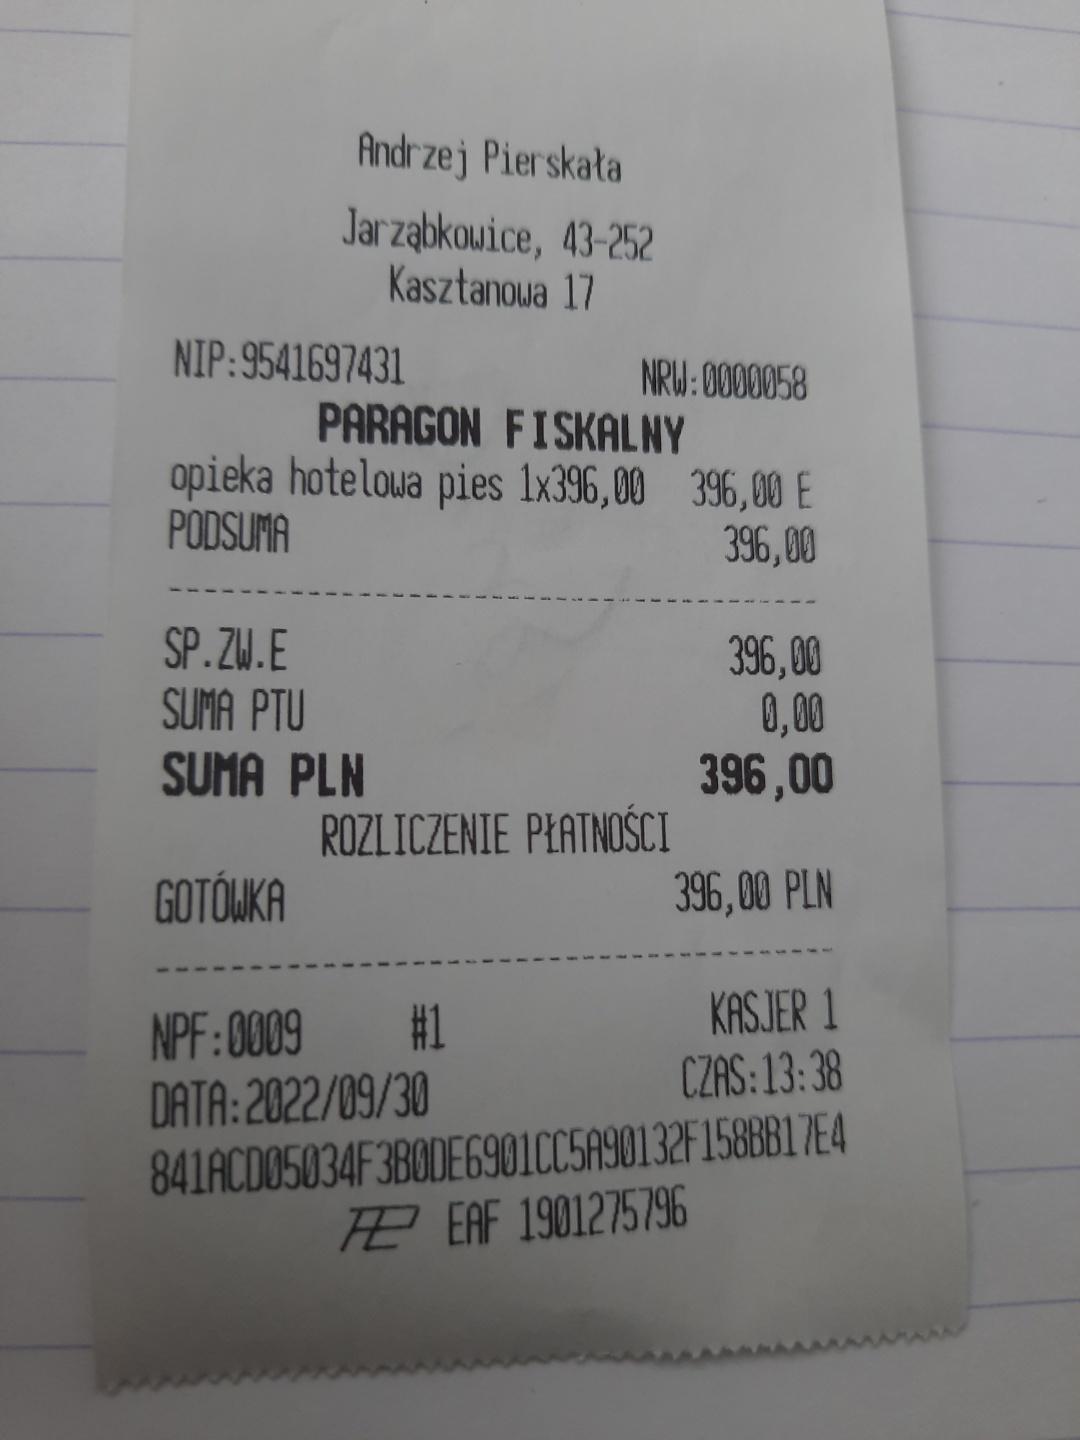 Andrzej Pierskała
Jarząbkowice, 43-252
Kasztanowa 17
NIP:9541697431 NRW:0000058
PARAGON FISKALNY
opieka hotelowa pies 1x396,00 396,00 E
PODSUMA 396,00
SP.ZW.E 396,00
SUMA PTU 0,00
SUMA PLN 396,00
ROZLICZENIE PŁATNOŚCI
GOTÓWKA 396,00 PLN
NPF:0009 #1 KASJER 1
DATA:2022/09/30 CZAS:13:38
841ACD05034F3B0DE6901CC5A90132F158BB17E4
EAF 1901275796